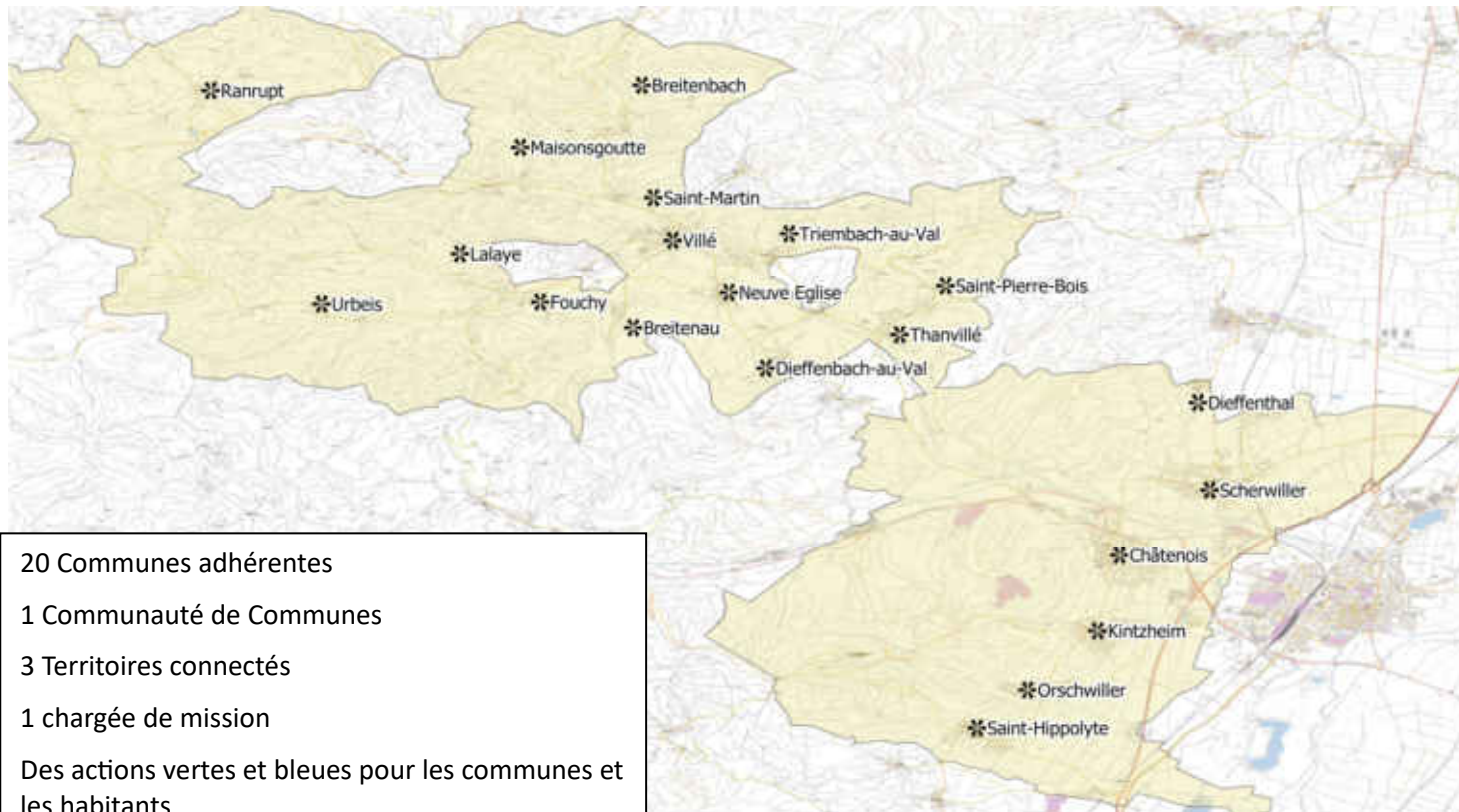 Ranrupt
Breitenbach
Maisonsgoutte
Saint-Martin
Villé
Triembach-au-Val
Lalaye
Saint-Pierre-Bois
Neuve Eglise
Urbeis
Fouchy
Breitenau
Thanvillé
Dieffenbach-au-Val
Dieffenthal
Scherwiller
Châtenois
Kintzheim
Orschwiller
Saint-Hippolyte
20 Communes adhérentes
1 Communauté de Communes
3 Territoires connectés
1 chargée de mission
Des actions vertes et bleues pour les communes et
les habitants